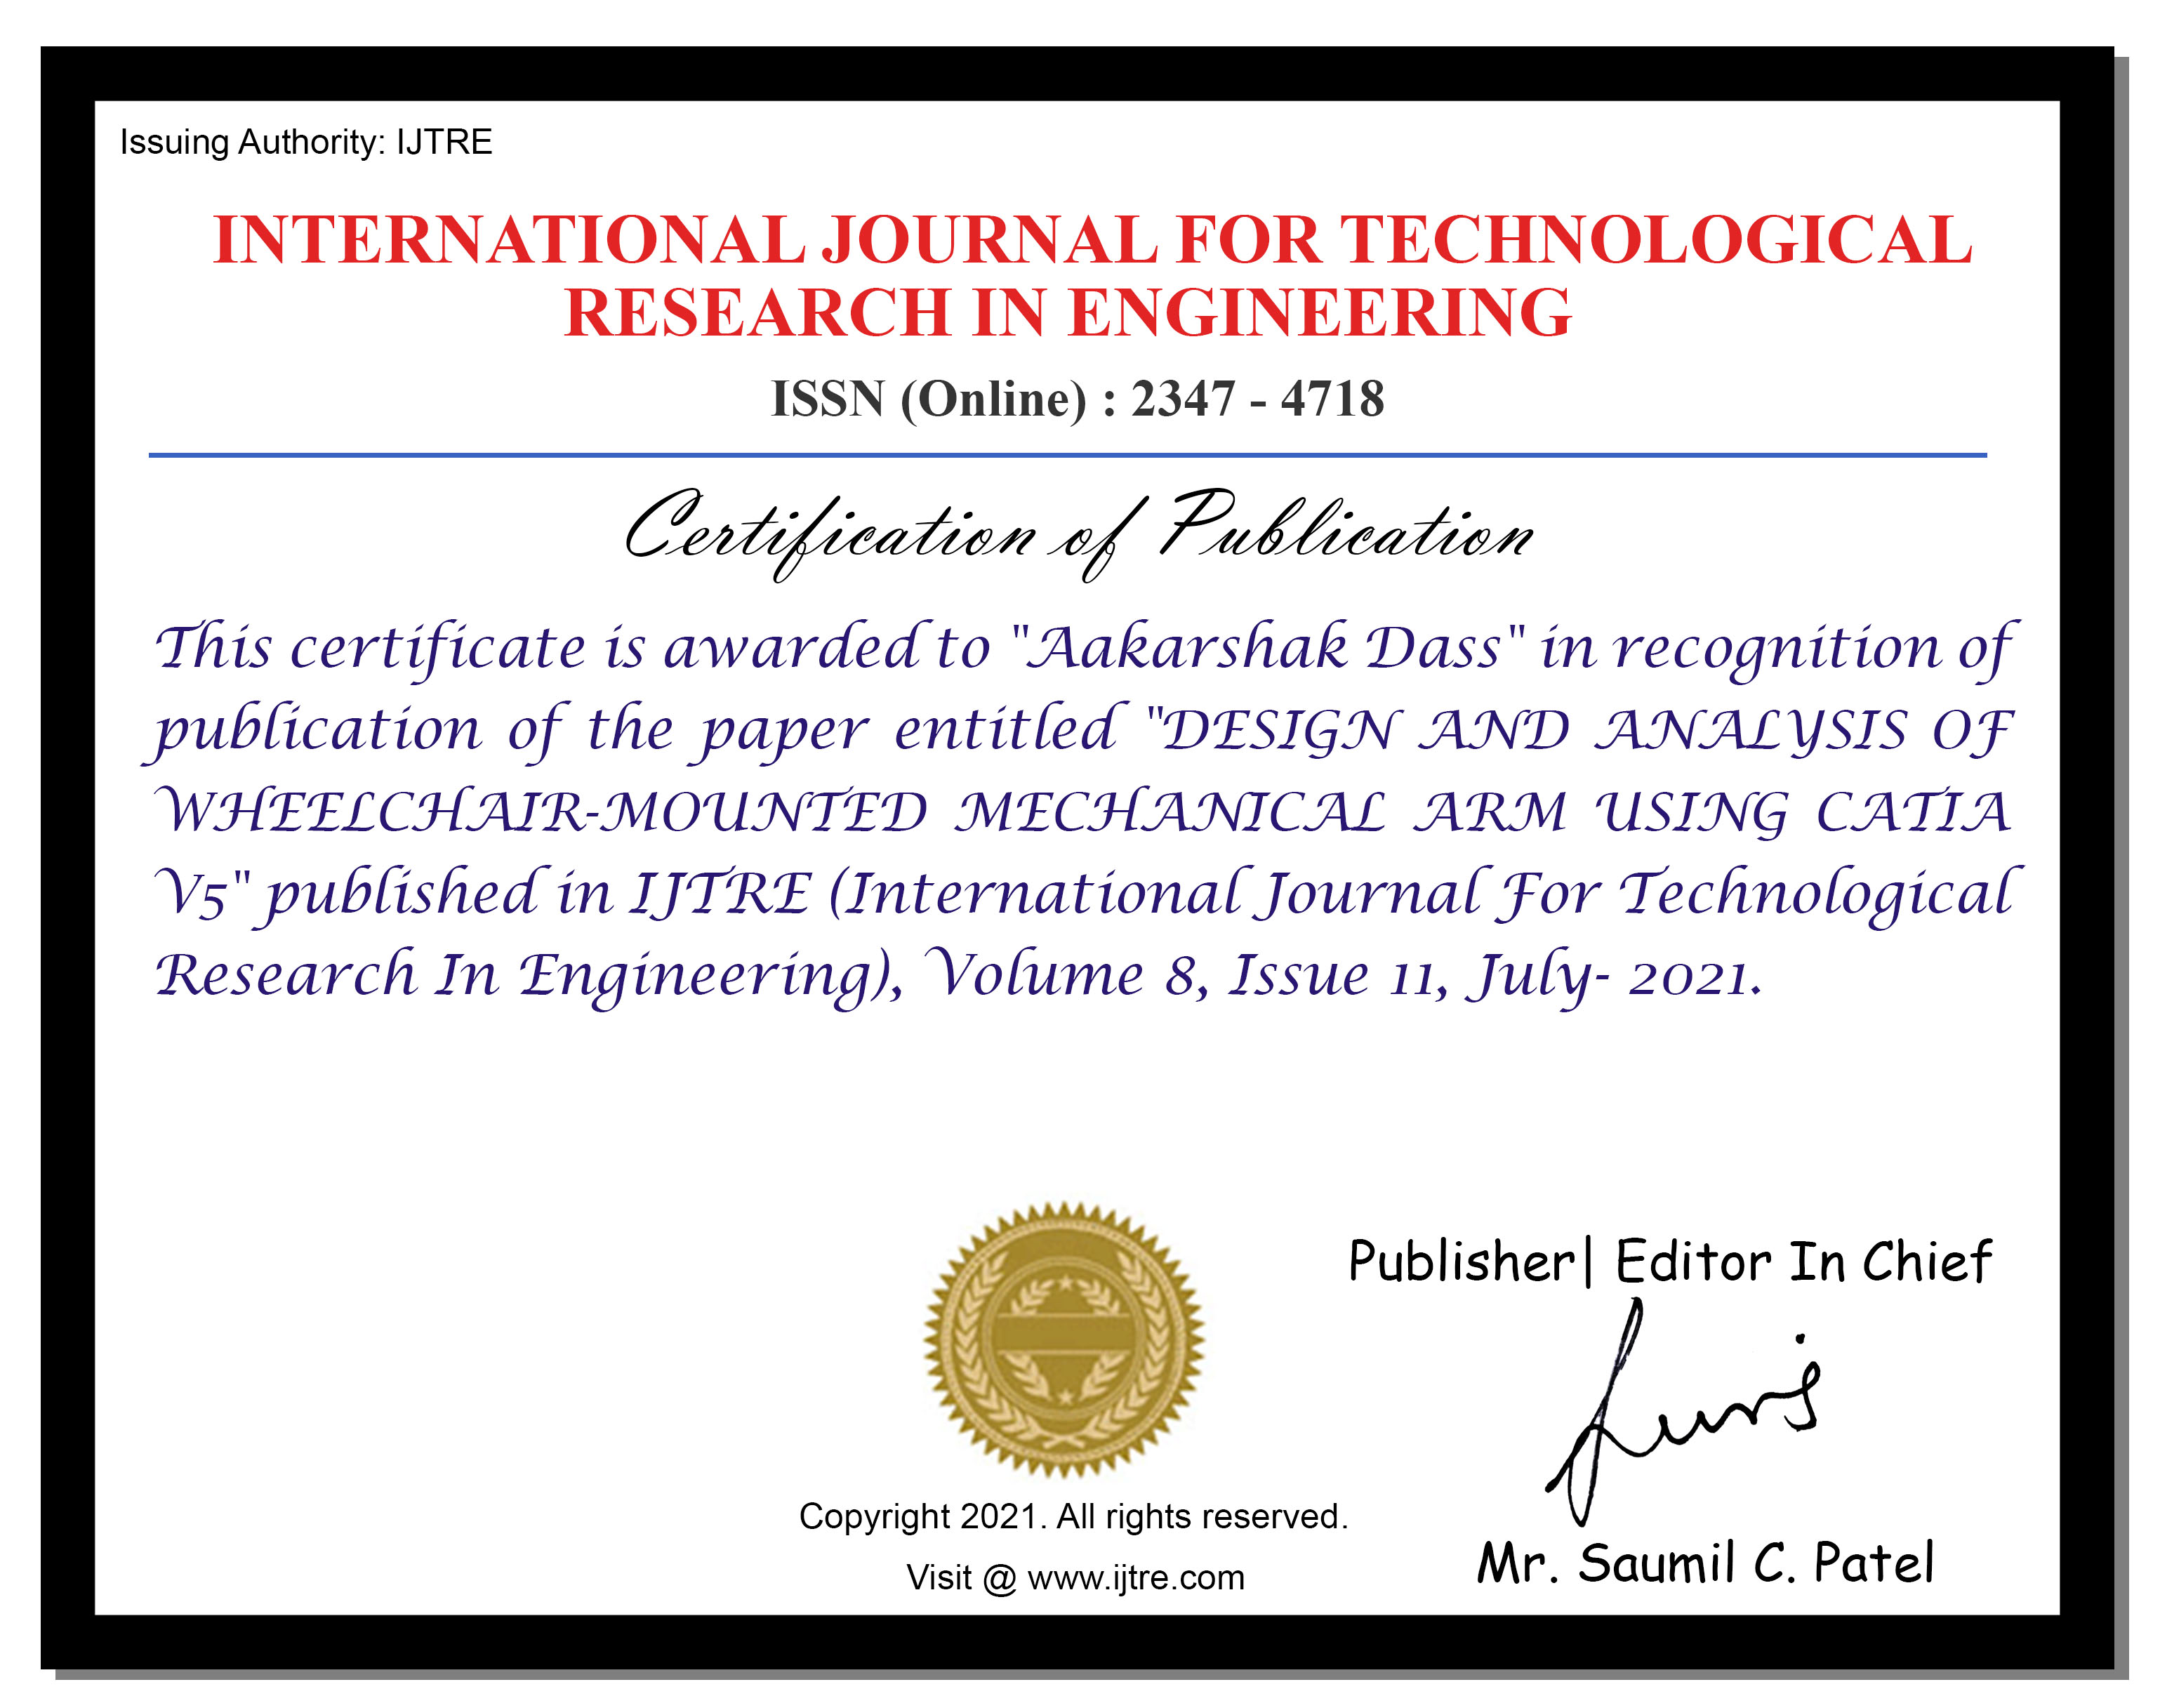 Issuing Authority: IJTRE
INTERNATIONAL JOURNAL FOR TECHNOLOGICAL
RESEARCH IN ENGINEERING
ISSN (Online) : 2347 - 4718
Certification of Publication
This certificate is awarded to "Aakarshak Dass" in recognition of
publication of the paper entitled "DESIGN AND ANALYSIS OF
WHEELCHAIR-MOUNTED MECHANICAL ARM USING CATIA
V5" published in IJTRE (International Journal For Technological
Research In Engineering), Volume 8, Issue 11, July- 2021.
Publisher| Editor In Chief
Mr. Saumil C. Patel
Copyright 2021. All rights reserved.
Visit @ www.ijtre.com